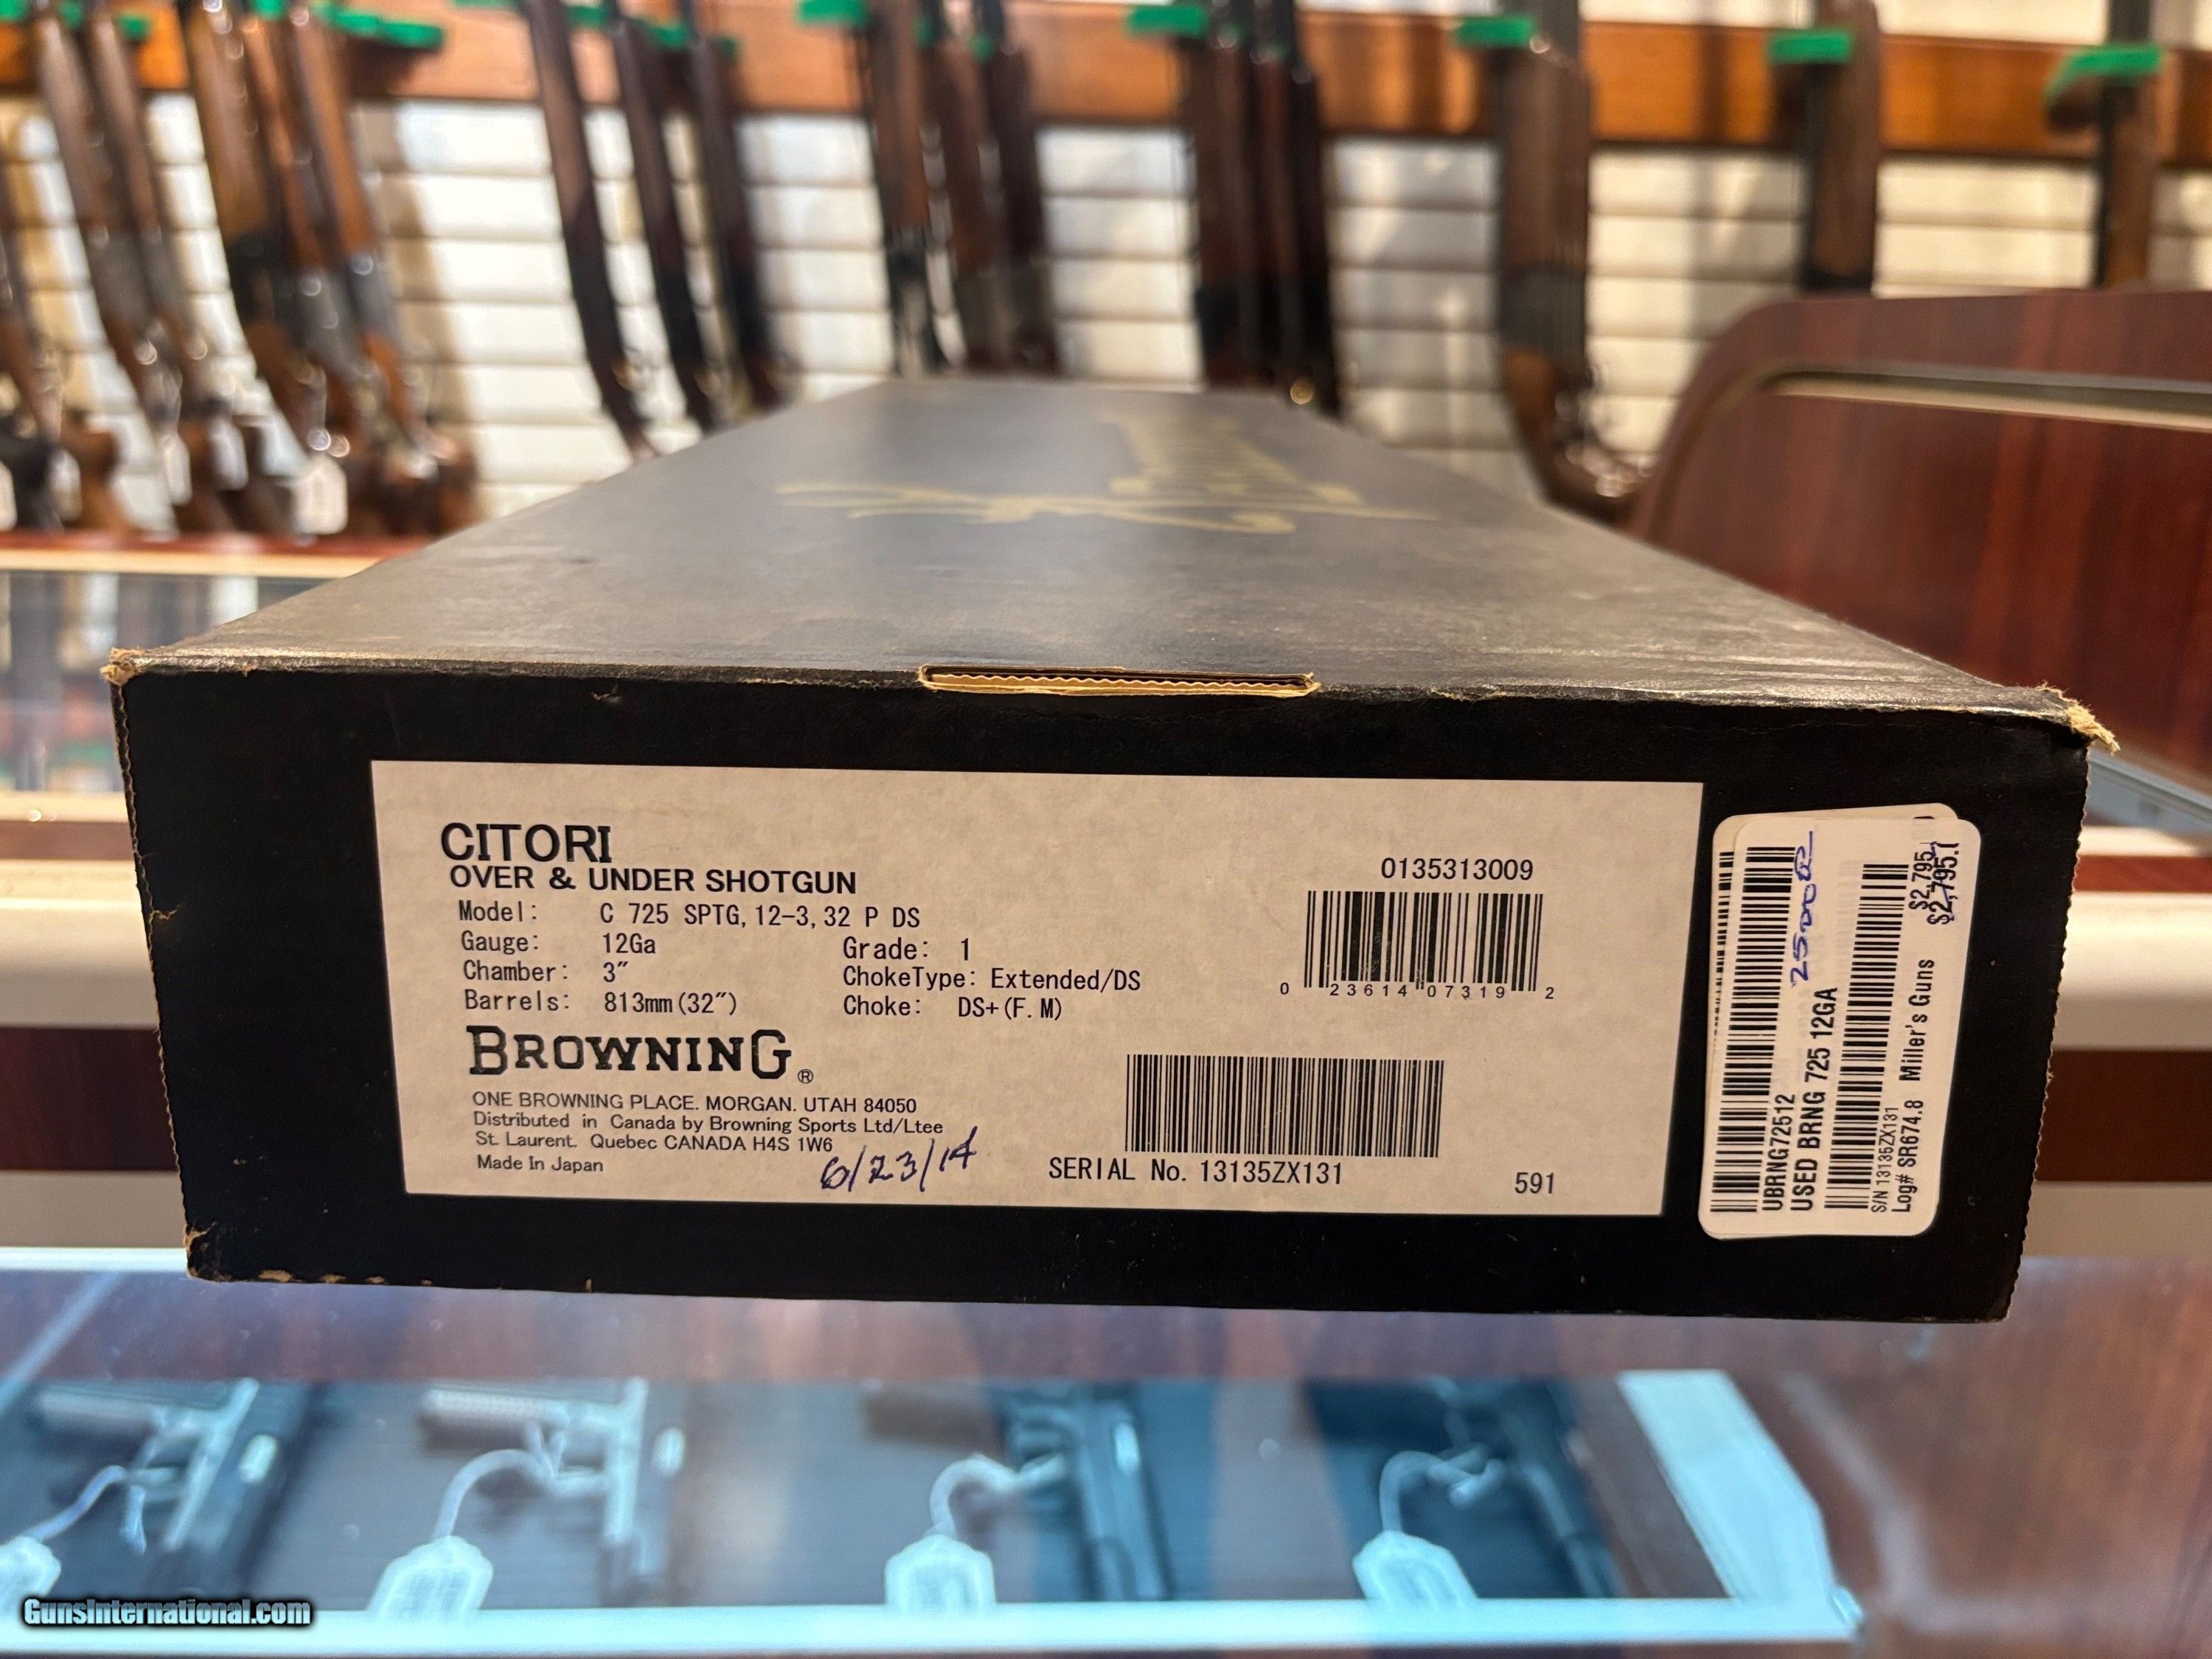 CITORI
OVER & UNDER SHOTGUN
Model: C 725 SPTG, 12-3, 32 P DS
Gauge: 12Ga Grade: 1
Chamber: 3" ChokeType: Extended/DS
Barrels: 813mm(32") Choke: DS+(F.M)
BROWNING®
ONE BROWNING PLACE. MORGAN. UTAH 84050
Distributed in Canada by Browning Sports Ltd/Ltee
St. Laurent. Quebec CANADA H4S 1W6
Made In Japan
6/23/14
0135313009
0 23614 07319 2
SERIAL No. 13135ZX131
591
UBRNG72512
USED BRNG 725 12GA
S/N 13135ZX131
Log# SR674.8 Miller's Guns
GunsInternational.com